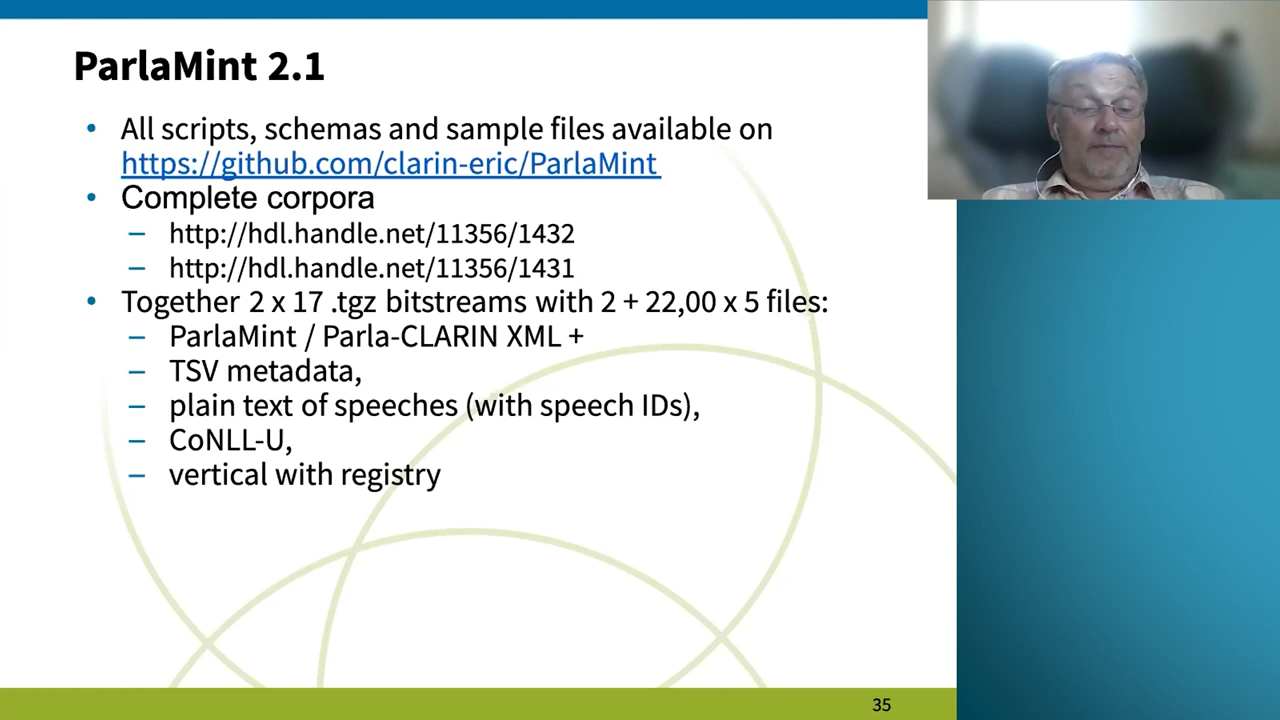 ParlaMint 2.1
• All scripts, schemas and sample files available on
https://github.com/clarin-eric/ParlaMint
• Complete corpora
– http://hdl.handle.net/11356/1432
– http://hdl.handle.net/11356/1431
• Together 2 x 17 .tgz bitstreams with 2 + 22,00 x 5 files:
– ParlaMint / Parla-CLARIN XML +
– TSV metadata,
– plain text of speeches (with speech IDs),
– CoNLL-U,
– vertical with registry
35